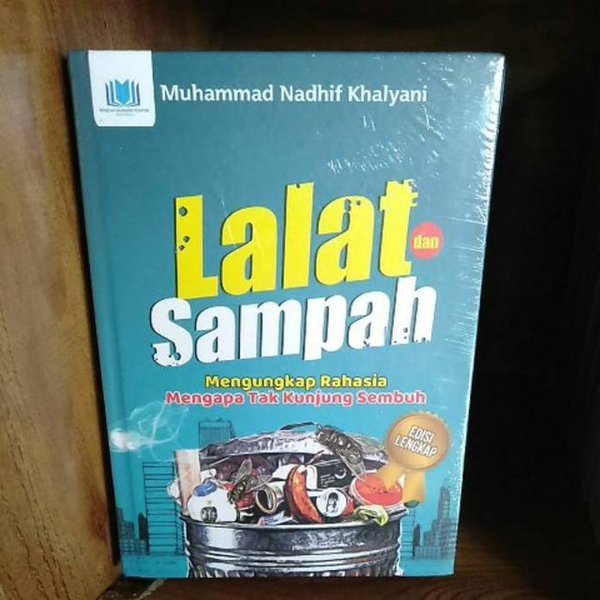 Muhammad Nadhif Khalyani
Lalat
dan
Sampah
Mengungkap Rahasia
Mengapa Tak Kunjung Sembuh
EDISI
LENGKAP